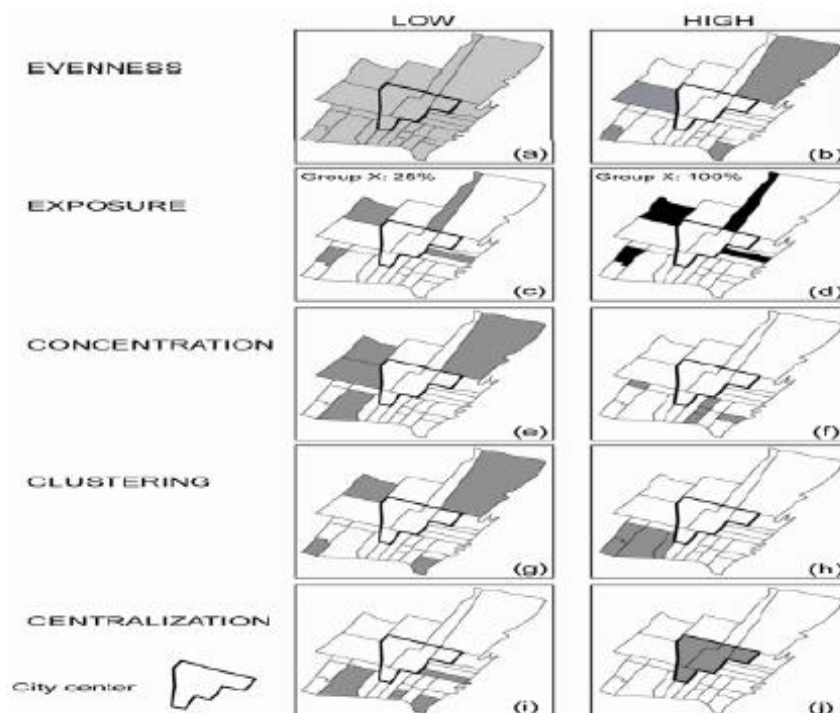 LOW HIGH
EVENNESS
(a) (b)
Group X: 25% Group X: 100%
EXPOSURE
(c) (d)
CONCENTRATION
(e) (f)
CLUSTERING
(g) (h)
CENTRALIZATION
City center
(i) (j)